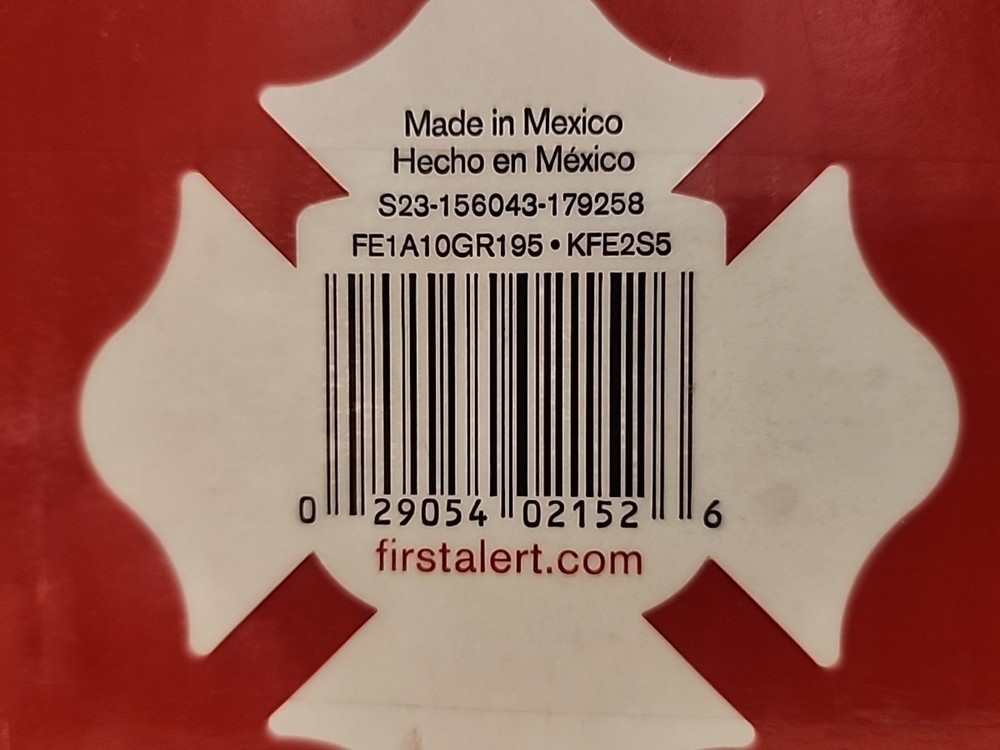 Made in Mexico
Hecho en México
S23-156043-179258
FE1A10GR195 • KFE2S5
0 29054 02152 6
firstalert.com